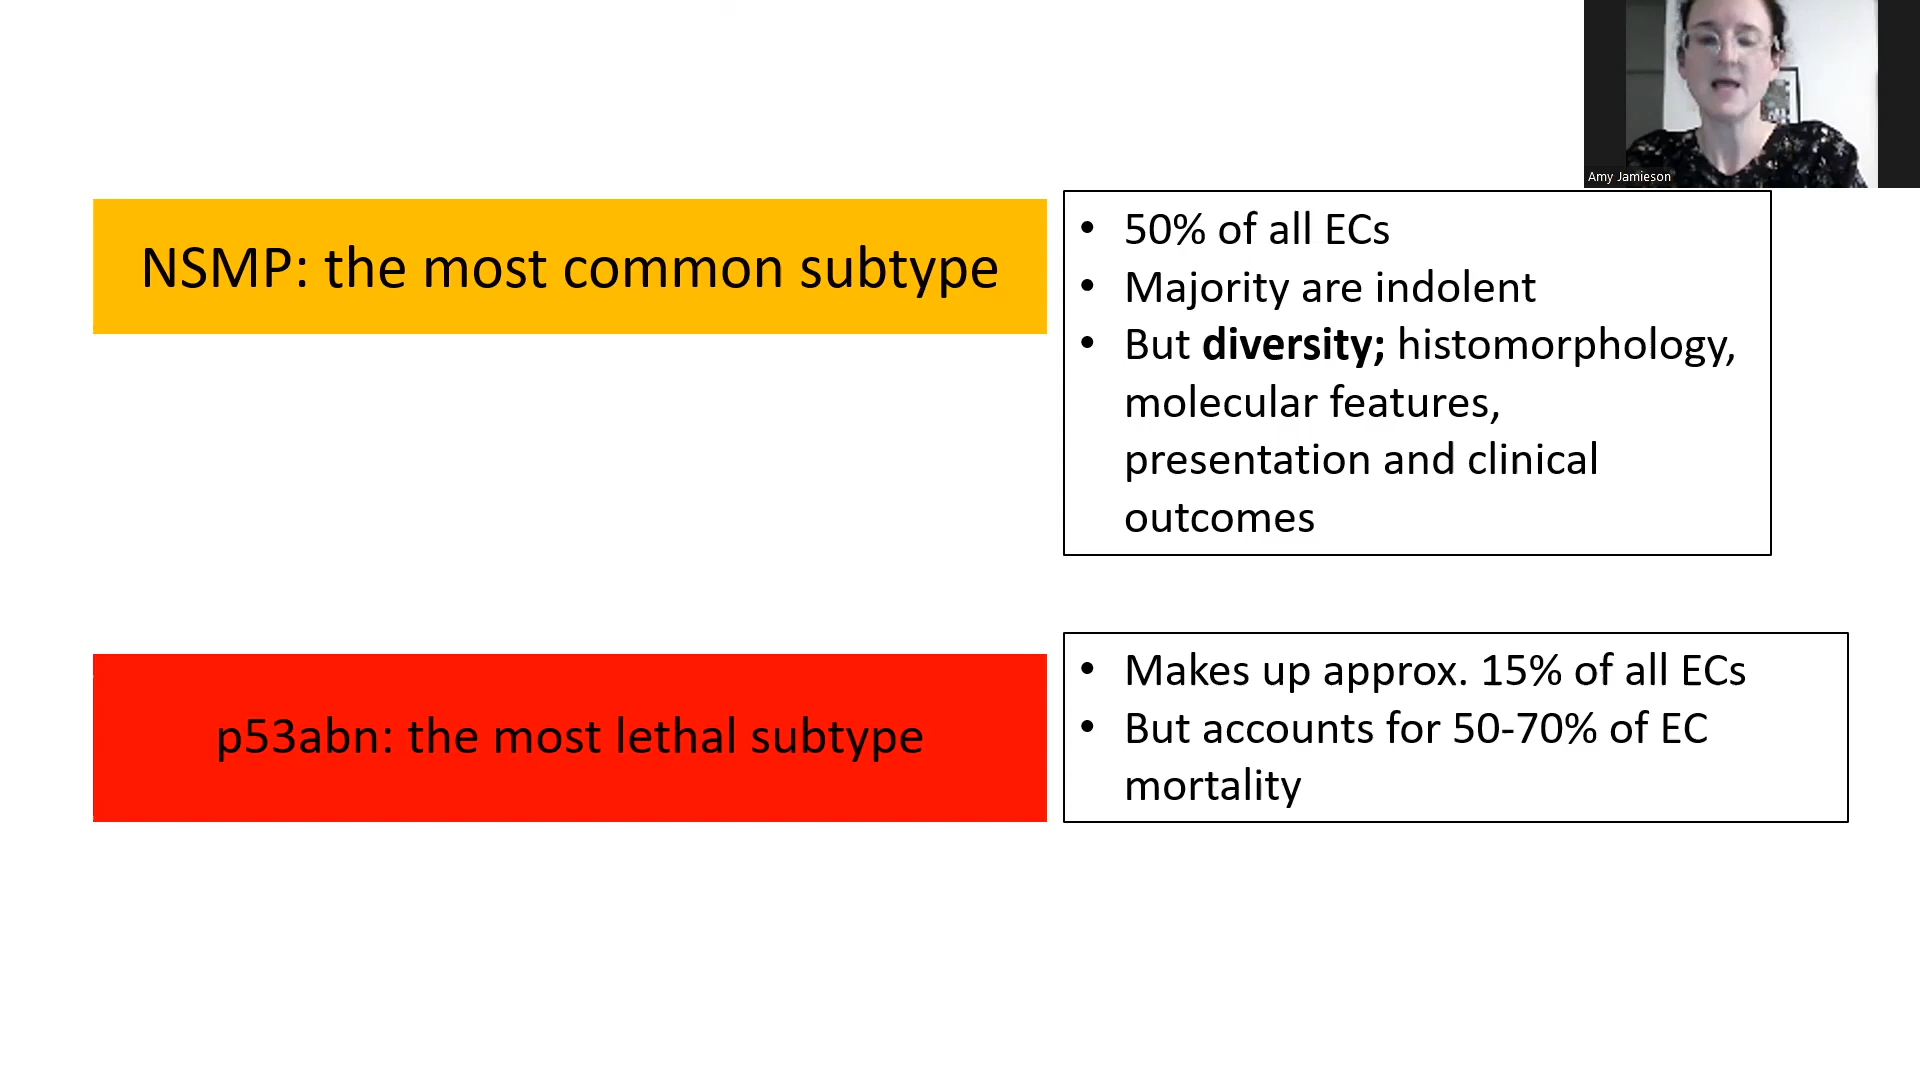 Amy Jamieson
NSMP: the most common subtype
• 50% of all ECs
• Majority are indolent
• But diversity; histomorphology,
molecular features,
presentation and clinical
outcomes
p53abn: the most lethal subtype
• Makes up approx. 15% of all ECs
• But accounts for 50-70% of EC
mortality